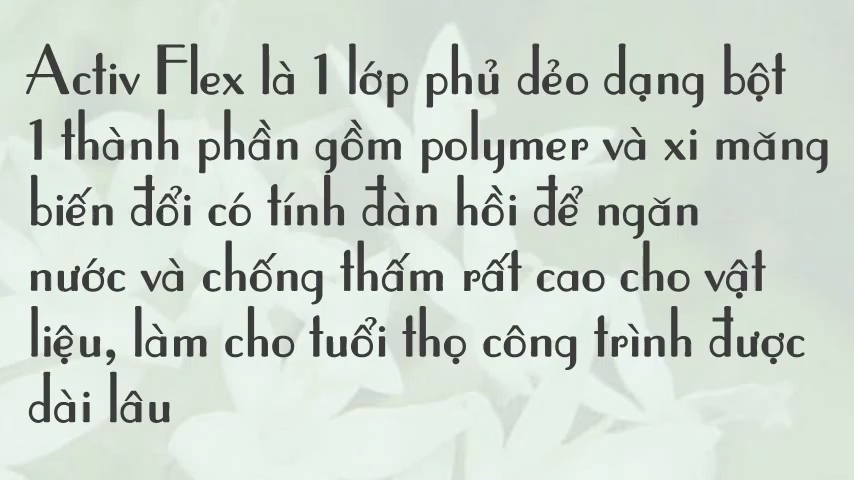 Activ Flex là 1 lớp phủ dẻo dạng bột
1 thành phần gồm polymer và xi măng
biến đổi có tính đàn hồi để ngăn
nước và chống thấm rất cao cho vật
liệu, làm cho tuổi thọ công trình được
dài lâu